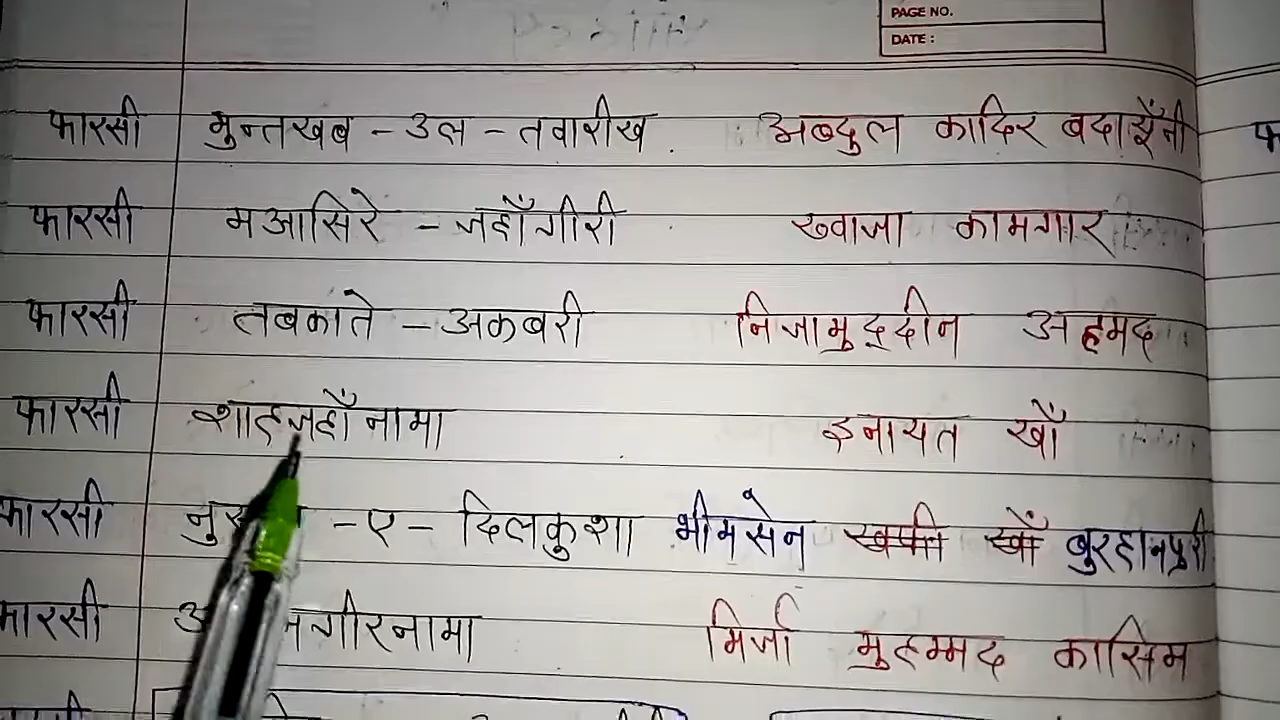 PAGE NO.
DATE :
फारसी मुन्तखब - उल - तवारीख अब्दुल कादिर बदायूँनी
फारसी मआसिरे - जहाँगीरी ख्वाजा कामगार
फारसी तबकाते - अकबरी निजामुद्दीन अहमद
फारसी शाहजहाँनामा इनायत खाँ
फारसी - ए - दिलकुशा भीमसेन खफी खाँ बुरहानपुरी
फारसी मिर्जा मुहम्मद कासिम